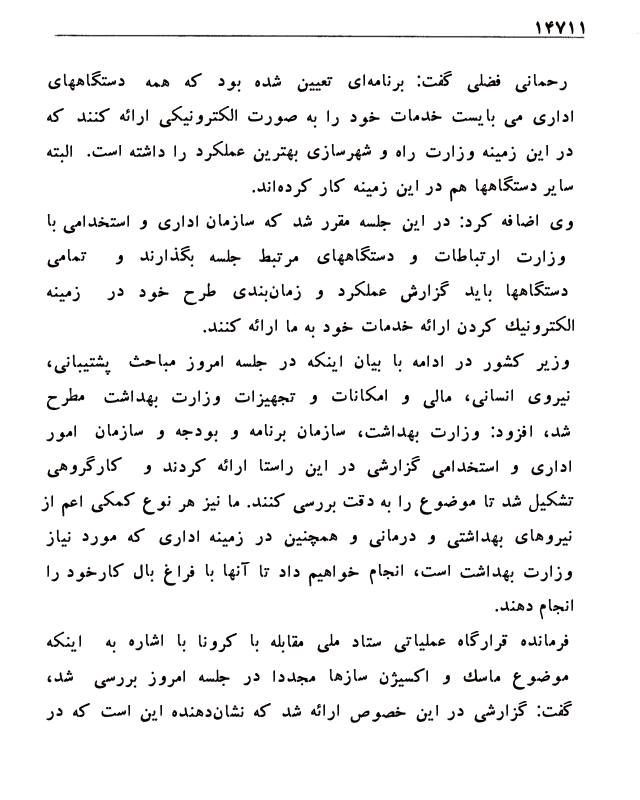 ۱۴۷۱۱
رحمانی فضلی گفت: برنامه‌ای تعیین شده بود که همه دستگاههای
اداری می بایست خدمات خود را به صورت الکترونیکی ارائه کنند که
در این زمینه وزارت راه و شهرسازی بهترین عملکرد را داشته است. البته
سایر دستگاهها هم در این زمینه کار کرده‌اند.
وی اضافه کرد: در این جلسه مقرر شد که سازمان اداری و استخدامی با
وزارت ارتباطات و دستگاههای مرتبط جلسه بگذارند و تمامی
دستگاهها باید گزارش عملکرد و زمان‌بندی طرح خود در زمینه
الکترونیك کردن ارائه خدمات خود به ما ارائه کنند.
وزیر کشور در ادامه با بیان اینکه در جلسه امروز مباحث پشتیبانی،
نیروی انسانی، مالی و امکانات و تجهیزات وزارت بهداشت مطرح
شد، افزود: وزارت بهداشت، سازمان برنامه و بودجه و سازمان امور
اداری و استخدامی گزارشی در این راستا ارائه کردند و کارگروهی
تشکیل شد تا موضوع را به دقت بررسی کنند. ما نیز هر نوع کمکی اعم از
نیروهای بهداشتی و درمانی و همچنین در زمینه اداری که مورد نیاز
وزارت بهداشت است، انجام خواهیم داد تا آنها با فراغ بال کارخود را
انجام دهند.
فرمانده قرارگاه عملیاتی ستاد ملی مقابله با کرونا با اشاره به اینکه
موضوع ماسك و اکسیژن سازها مجددا در جلسه امروز بررسی شد،
گفت: گزارشی در این خصوص ارائه شد که نشان‌دهنده این است که در